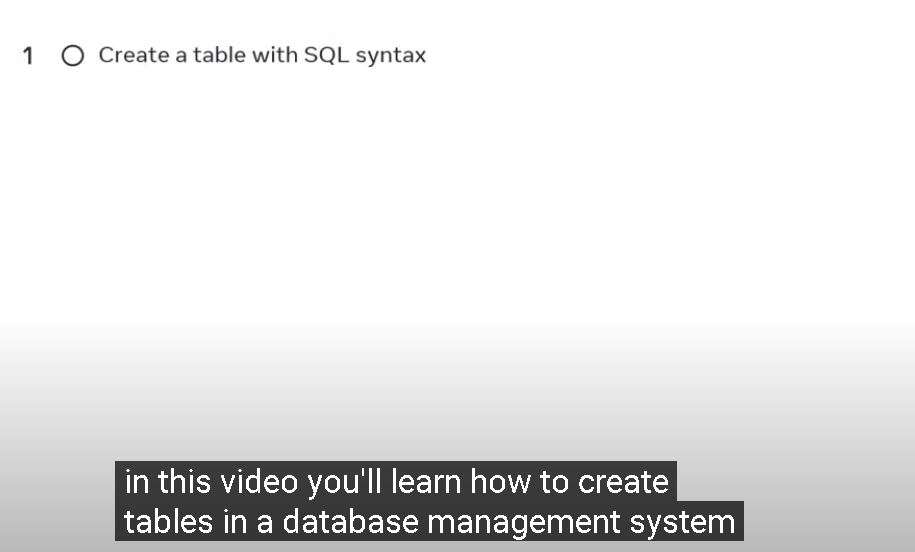 1 Create a table with SQL syntax
in this video you'll learn how to create
tables in a database management system